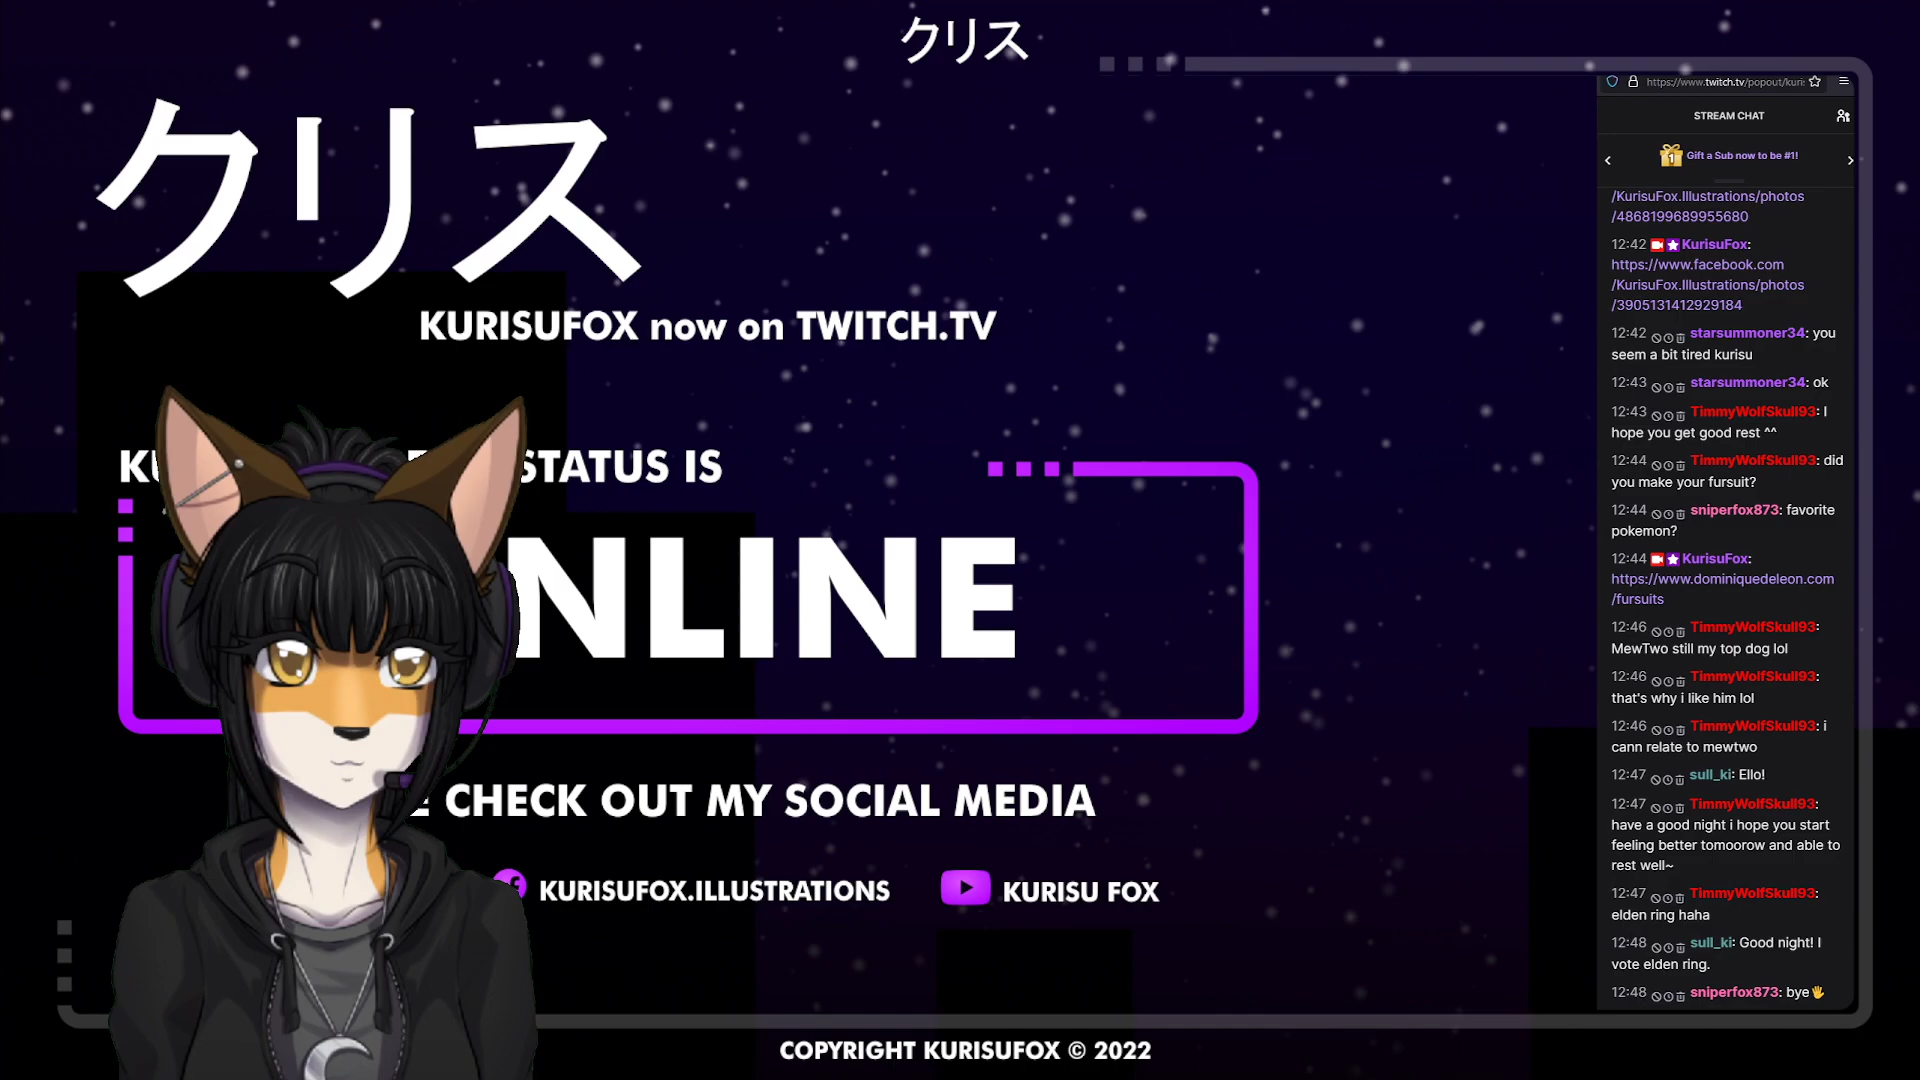 クリス
クリス
KURISUFOX now on TWITCH.TV
STATUS IS
NLINE
CHECK OUT MY SOCIAL MEDIA
KURISUFOX.ILLUSTRATIONS
KURISU FOX
COPYRIGHT KURISUFOX © 2022
https://www.twitch.tv/popout/kuri
STREAM CHAT
1 Gift a Sub now to be #1!
/KurisuFox.Illustrations/photos
/4868199689955680
12:42 KurisuFox:
https://www.facebook.com
/KurisuFox.Illustrations/photos
/3905131412929184
12:42 starsummoner34: you
seem a bit tired kurisu
12:43 starsummoner34: ok
12:43 TimmyWolfSkull93: I
hope you get good rest ^^
12:44 TimmyWolfSkull93: did
you make your fursuit?
12:44 sniperfox873: favorite
pokemon?
12:44 KurisuFox:
https://www.dominiquedeleon.com
/fursuits
12:46 TimmyWolfSkull93:
MewTwo still my top dog lol
12:46 TimmyWolfSkull93:
that's why i like him lol
12:46 TimmyWolfSkull93: i
cann relate to mewtwo
12:47 sull_ki: Ello!
12:47 TimmyWolfSkull93:
have a good night i hope you start
feeling better tomoorow and able to
rest well~
12:47 TimmyWolfSkull93:
elden ring haha
12:48 sull_ki: Good night! I
vote elden ring.
12:48 sniperfox873: bye🖐